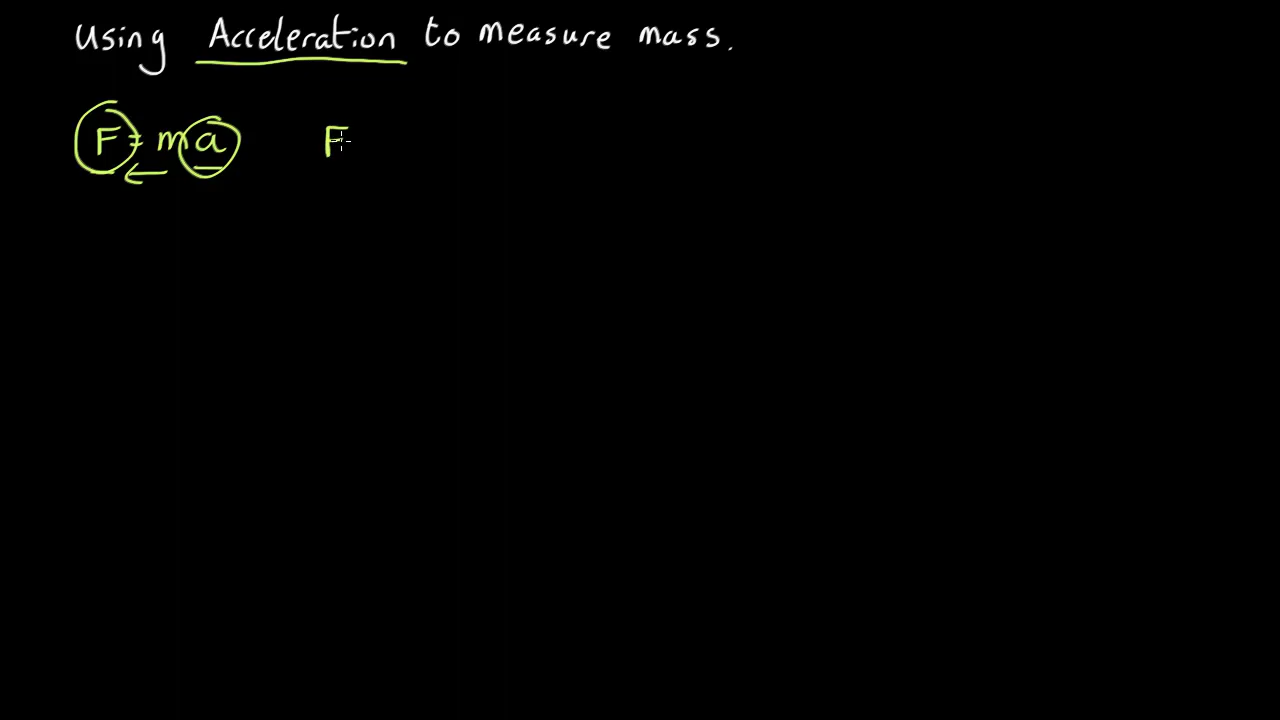 Using Acceleration to measure mass.
F = ma F